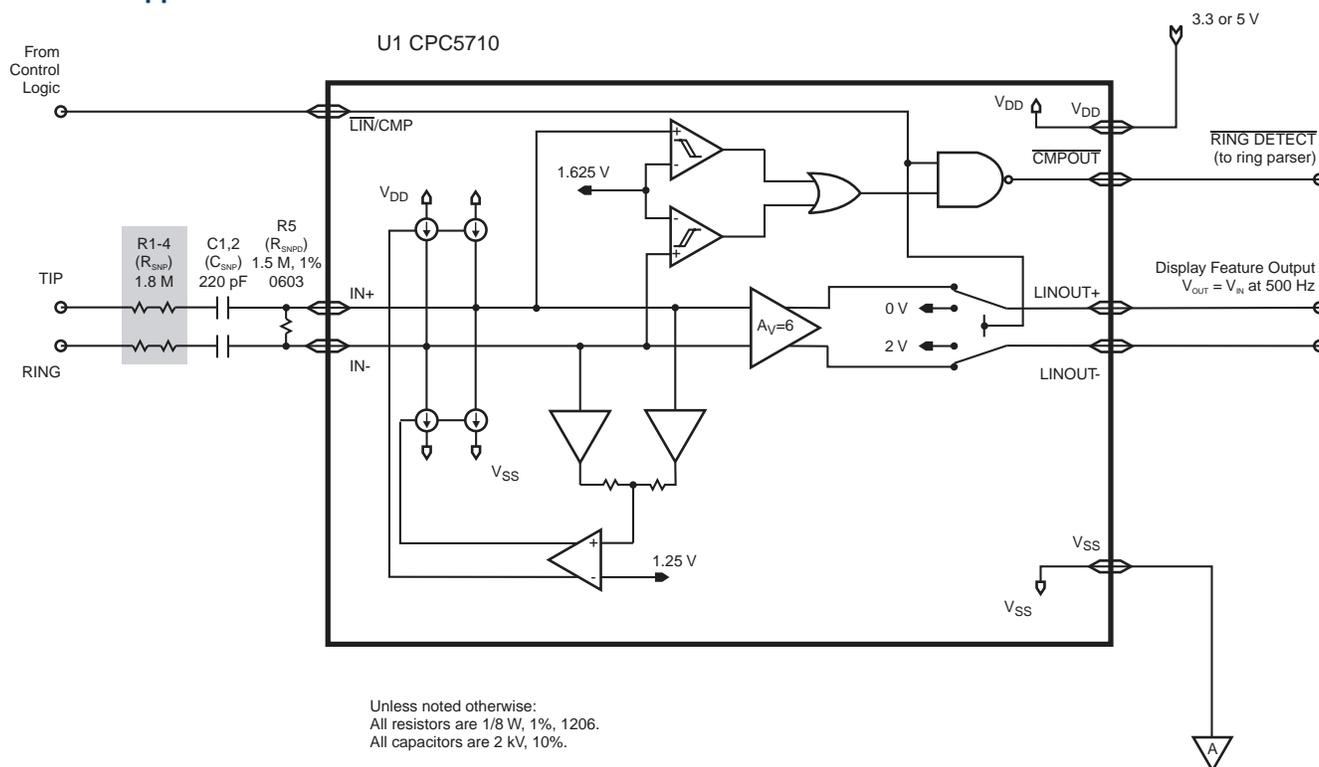 U1 CPC5710
3.3 or 5 V
From
Control
Logic
LIN/CMP
VDD
VDD
RING DETECT
(to ring parser)
CMPOUT
1.625 V
+
-
-
+
VDD
R1-4
(RSNP)
1.8 M
C1,2
(CSNP)
220 pF
R5
(RSNPD)
1.5 M, 1%
0603
TIP
IN+
RING
IN-
AV=6
0 V
2 V
LINOUT+
LINOUT-
Display Feature Output
VOUT = VIN at 500 Hz
VSS
+
-
1.25 V
VSS
VSS
A
Unless noted otherwise:
All resistors are 1/8 W, 1%, 1206.
All capacitors are 2 kV, 10%.